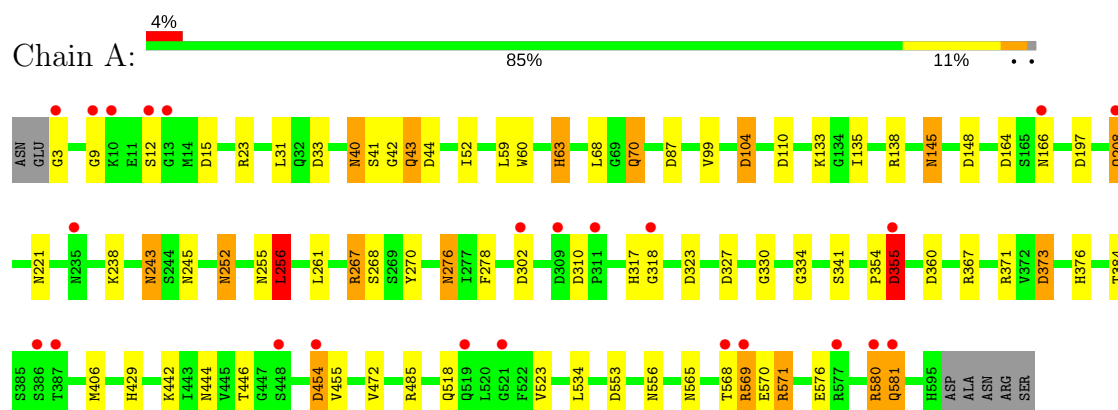 4%
Chain A:
85%
11%
ASN GLU G3 G9 K10 E11 S12 G13 M14 D15 R23 L31 Q32 D33 N40 S41 G42 Q43 D44 I52 L59 W60 H63 L68 G69 Q70 D87 V99 D104 D110 K133 G134 I135 R138 N145 D148 D164 S165 N166 D197
N221 N235 K238 N243 S244 N245 N252 N255 L256 L261 R267 S268 S269 Y270 N276 I277 F278 D302 D309 D310 P311 H317 G318 D323 D327 G330 G334 S341 P354 D355 D360 R367 R371 V372 D373 H376 T384
S385 S386 T387 M406 H429 K442 I443 N444 V445 T446 G447 S448 D454 V455 V472 R485 Q518 Q519 L520 G521 F522 V523 L534 D553 N556 N565 T568 R569 E570 R571 E576 R577 R580 Q581 H595 ASP ALA ASN ARG SER